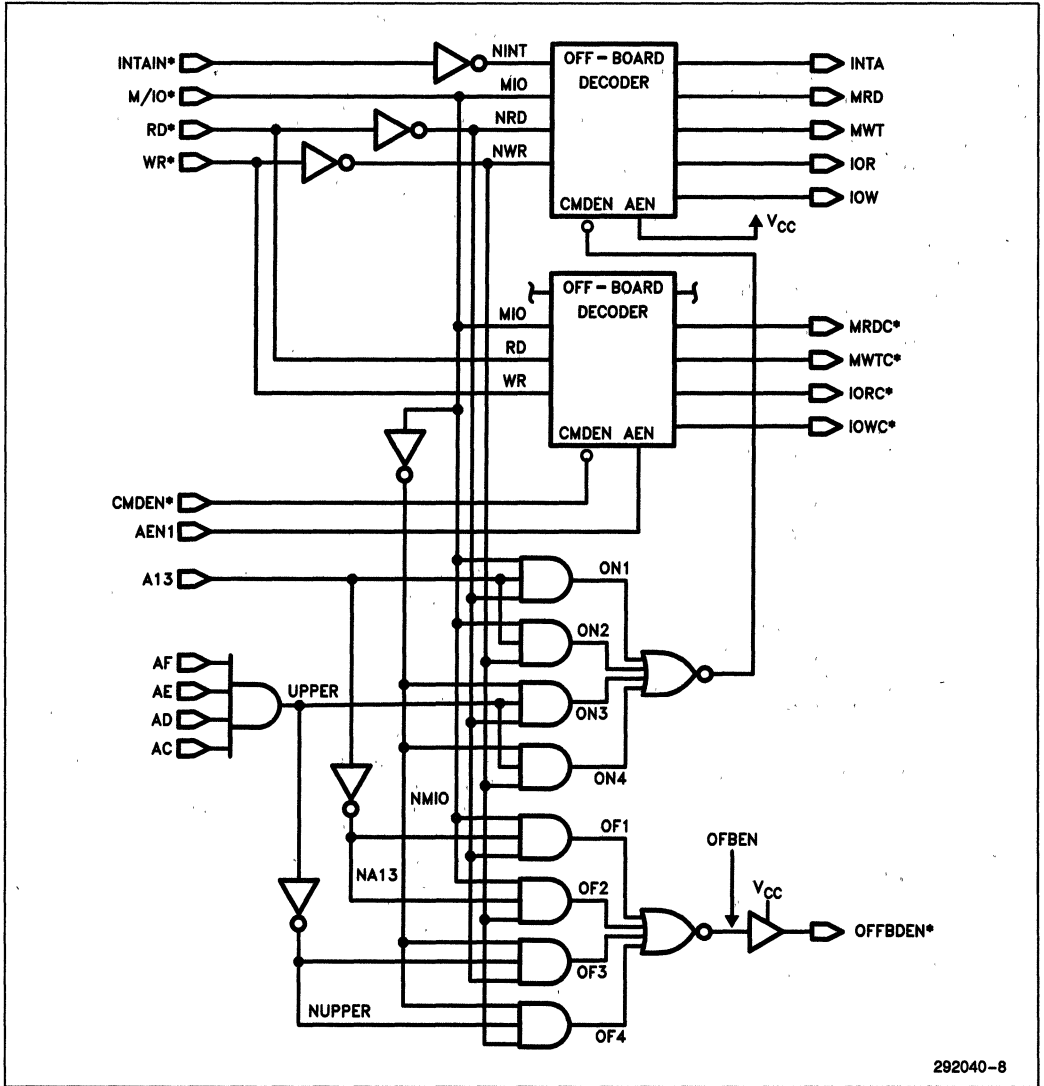 INTAIN*
NINT
OFF-BOARD
DECODER
INTA
M/IO*
MIO
MRD
RD*
NRD
MWT
WR*
NWR
IOR
IOW
CMDEN AEN
VCC
OFF-BOARD
DECODER
MIO
MRDC*
RD
MWTC*
WR
IORC*
IOWC*
CMDEN AEN
CMDEN*
AEN1
A13
ON1
ON2
AF
AE
AD
AC
UPPER
ON3
ON4
NMIO
OF1
OFBEN
NA13
OF2
VCC
OFFBDEN*
OF3
NUPPER
OF4
292040-8